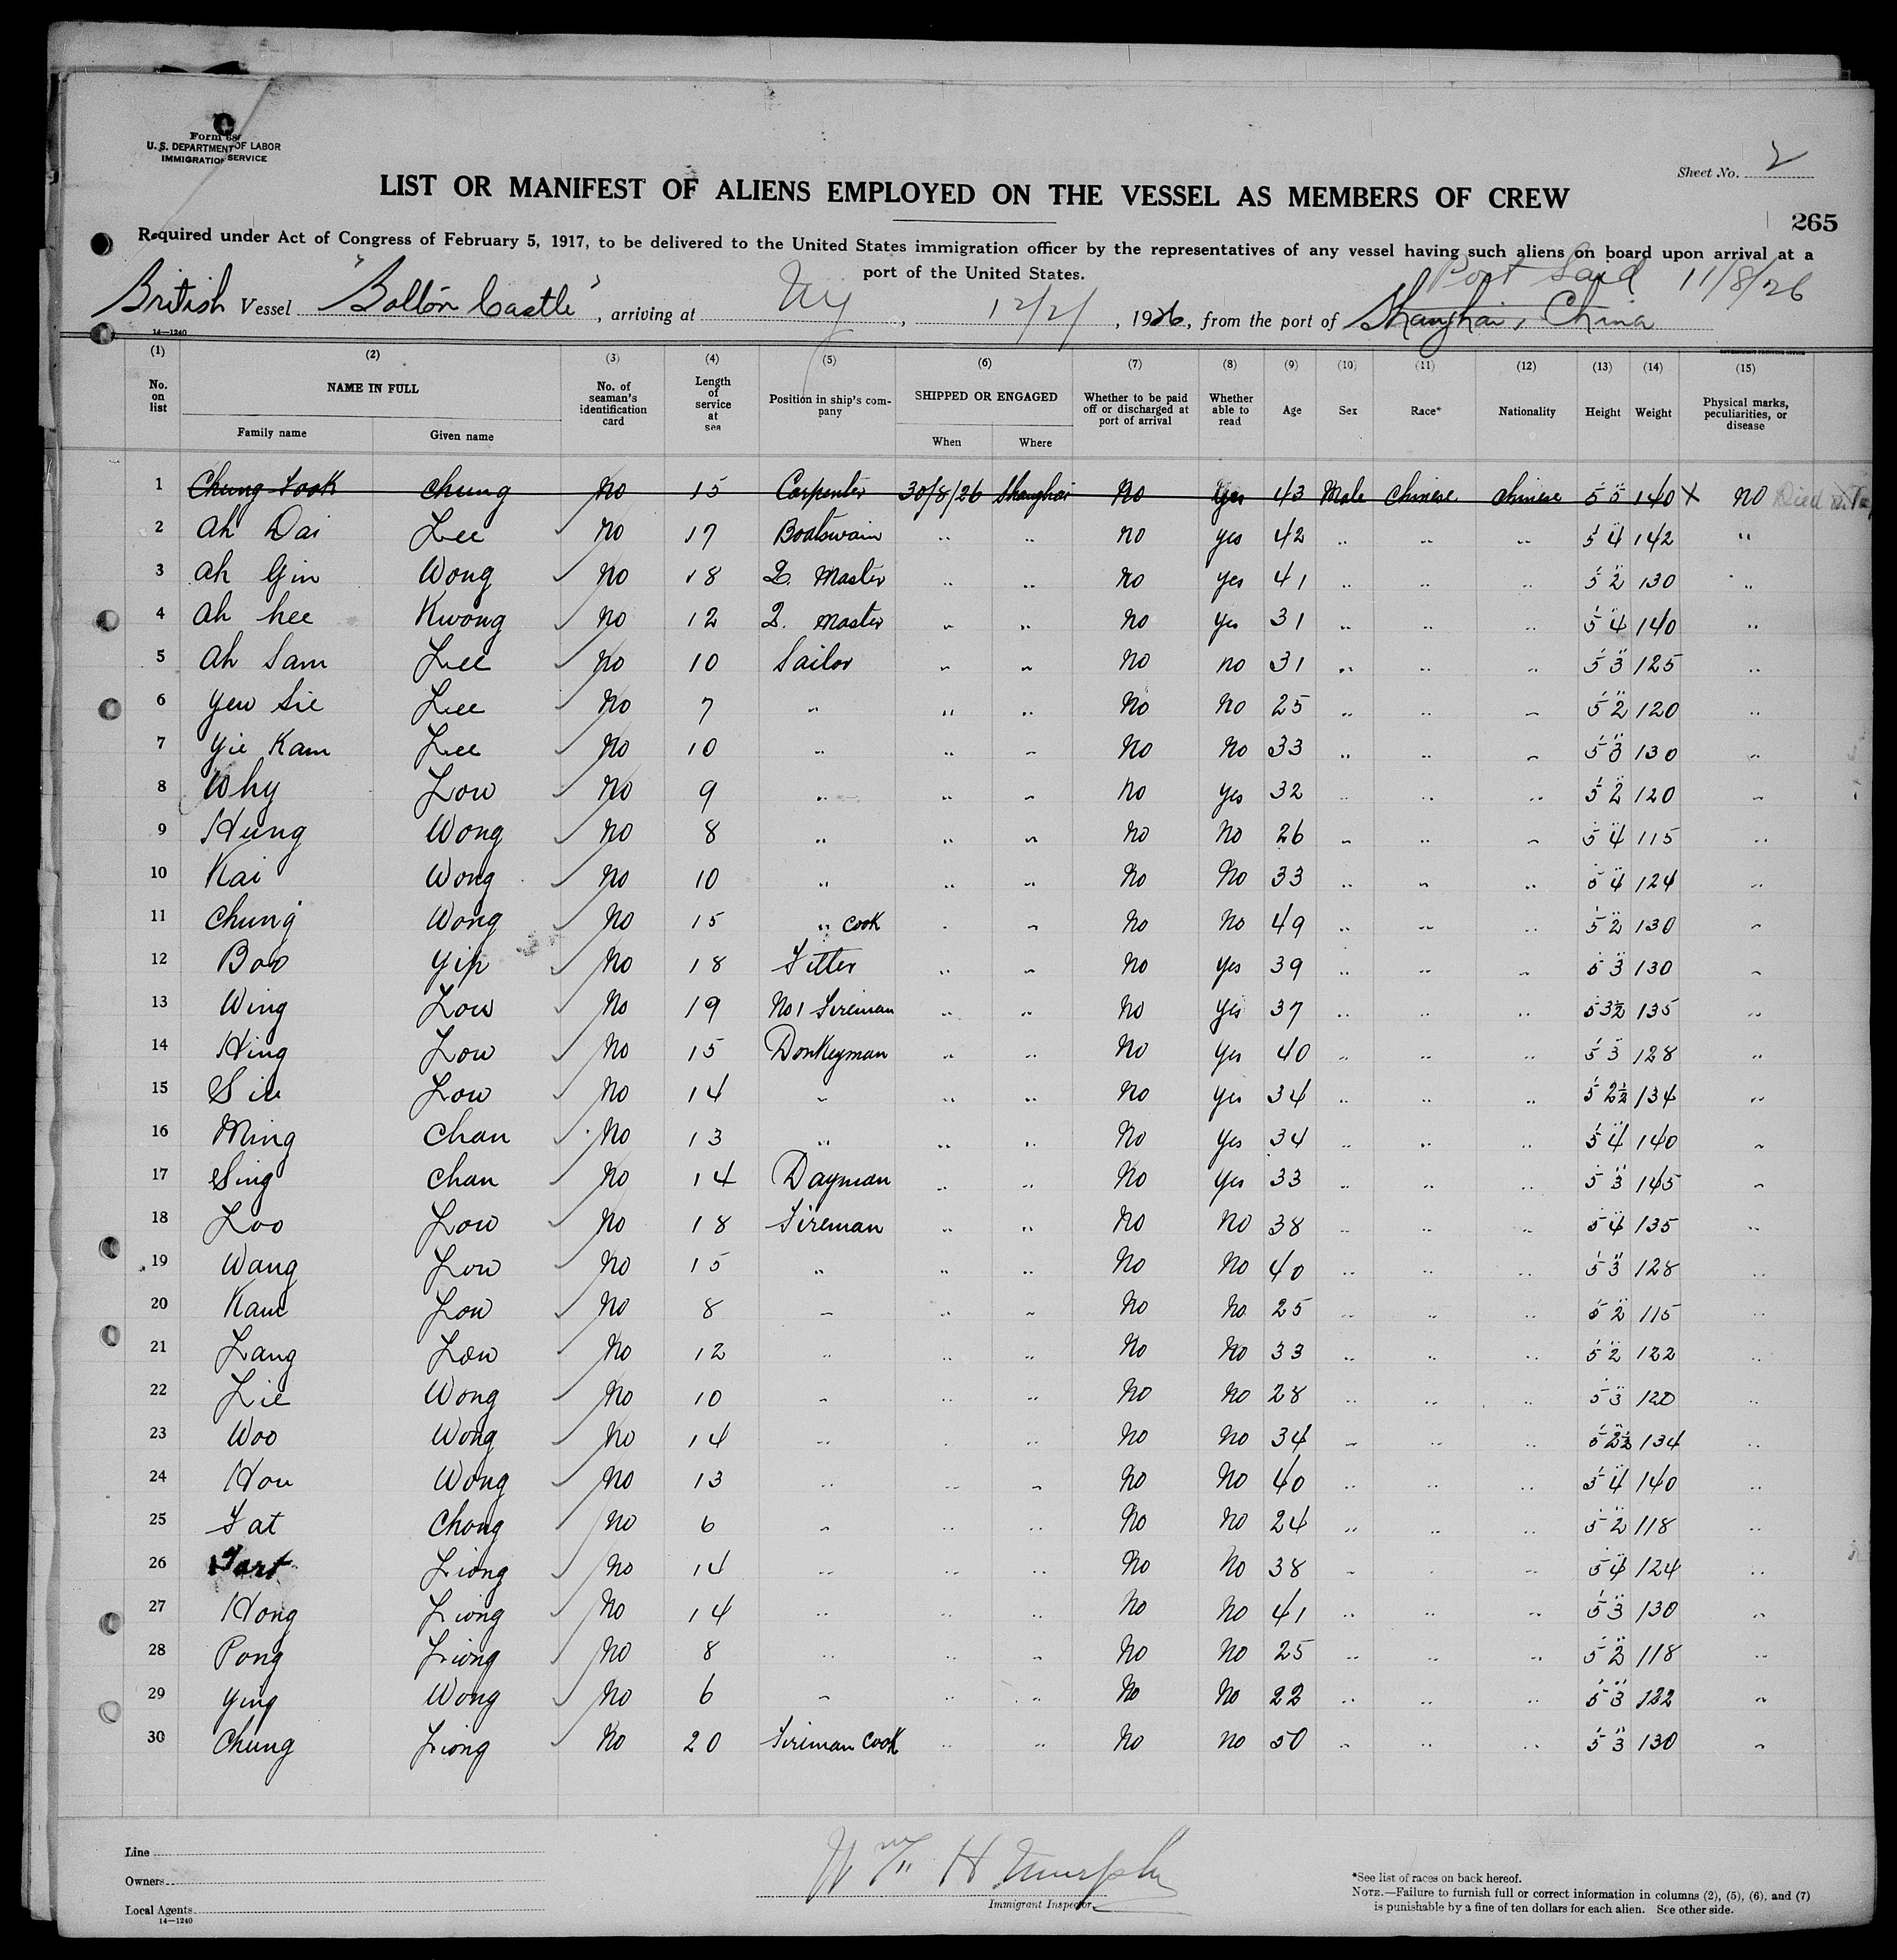 Form 68
U. S. DEPARTMENT OF LABOR
IMMIGRATION SERVICE
Sheet No. 2
LIST OR MANIFEST OF ALIENS EMPLOYED ON THE VESSEL AS MEMBERS OF CREW
265
Required under Act of Congress of February 5, 1917, to be delivered to the United States immigration officer by the representatives of any vessel having such aliens on board upon arrival at a
port of the United States.
Port Said 11/8/26
British Vessel "Bolton Castle", arriving at Ny, 12/21, 1926, from the port of Shanghai, China
14—1240
(1) (2) (3) (4) (5) (6) (7) (8) (9) (10) (11) (12) (13) (14) (15)
No. on list NAME IN FULL Family name Given name No. of seaman's identification card Length of service at sea Position in ship's company SHIPPED OR ENGAGED When Where Whether to be paid off or discharged at port of arrival Whether able to read Age Sex Race* Nationality Height Weight Physical marks, peculiarities, or disease
1 Chung Fook Chung No 15 Carpenter 30/8/26 Shanghai No Yes 43 Male Chinese Chinese 5' 5" 140 X No Died
2 Ah Dai Lee No 17 Boatswain " " No Yes 42 " " " 5' 4" 142 "
3 Ah Gin Wong No 18 Q. Master " " No Yes 41 " " " 5' 2" 130 "
4 Ah hee Kwong No 12 Q. Master " " No Yes 31 " " " 5' 4" 140 "
5 Ah Sam Lee No 10 Sailor " " No No 31 " " " 5' 3" 125 "
6 Yew Sie Lee No 7 " " " No No 25 " " " 5' 2" 120 "
7 Yie Kam Lee No 10 " " " No No 33 " " " 5' 3" 130 "
8 Why Low No 9 " " " No Yes 32 " " " 5' 2" 120 "
9 Hung Wong No 8 " " " No No 26 " " " 5' 4" 115 "
10 Kai Wong No 10 " " " No No 33 " " " 5' 4" 124 "
11 Chung Wong No 15 " cook " " No No 49 " " " 5' 2" 130 "
12 Boo Yip No 18 Fitter " " No Yes 39 " " " 5' 3" 130 "
13 Wing Low No 19 No 1 Fireman " " No Yes 37 " " " 5' 3½" 135 "
14 Hing Low No 15 Donkeyman " " No Yes 40 " " " 5' 3" 128 "
15 Siu Low No 14 " " " No Yes 34 " " " 5' 2½" 134 "
16 Ming Chan No 13 " " " No Yes 34 " " " 5' 4" 140 "
17 Sing Chan No 14 Dayman " " No Yes 33 " " " 5' 3" 145 "
18 Loo Low No 18 Fireman " " No No 38 " " " 5' 4" 135 "
19 Wang Low No 15 " " " No No 40 " " " 5' 3" 128 "
20 Kam Low No 8 " " " No No 25 " " " 5' 2" 115 "
21 Lang Low No 12 " " " No No 33 " " " 5' 2" 122 "
22 Lie Wong No 10 " " " No No 28 " " " 5' 3" 120 "
23 Woo Wong No 14 " " " No No 34 " " " 5' 2½" 134 "
24 Hou Wong No 13 " " " No No 40 " " " 5' 4" 140 "
25 Fat Chong No 6 " " " No No 24 " " " 5' 2" 118 "
26 Fart Liong No 14 " " " No No 38 " " " 5' 4" 124 "
27 Hong Liong No 14 " " " No No 41 " " " 5' 3" 130 "
28 Pong Liong No 8 " " " No No 25 " " " 5' 2" 118 "
29 Ying Wong No 6 " " " No No 22 " " " 5' 3" 122 "
30 Chung Liong No 20 Fireman Cook " " No No 50 " " " 5' 3" 130 "
Line
Owners
Local Agents
14—1240
Wm H Murphy
Immigrant Inspector.
*See list of races on back hereof.
NOTE.—Failure to furnish full or correct information in columns (2), (5), (6), and (7)
is punishable by a fine of ten dollars for each alien. See other side.